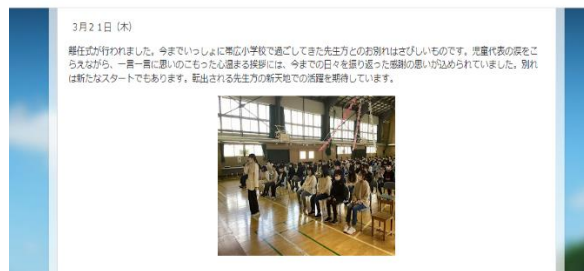 3月21日（木）
離任式が行われました。今までいっしょに帯広小学校で過ごしてきた先生方とのお別れはさびしいものです。児童代表の涙をこ
らえながら、一言一言に思いのこもった心温まる挨拶には、今までの日々を振り返った感謝の思いが込められていました。別れ
は新たなスタートでもあります。転出される先生方の新天地での活躍を期待しています。